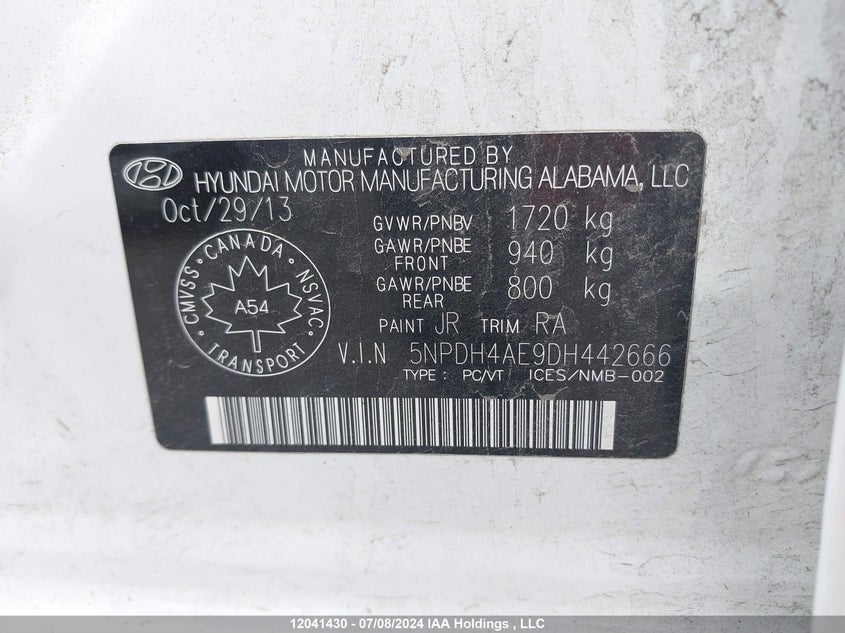 MANUFACTURED BY
HYUNDAI MOTOR MANUFACTURING ALABAMA, LLC
Oct/29/13
GVWR/PNBV 1720 kg
GAWR/PNBE FRONT 940 kg
GAWR/PNBE REAR 800 kg
CANADA
CMVSS
NSVAC
A54
TRANSPORT
PAINT JR TRIM RA
V.I.N 5NPDH4AE9DH442666
TYPE : PC/VT ICES/NMB-002
12041430 - 07/08/2024 IAA Holdings , LLC